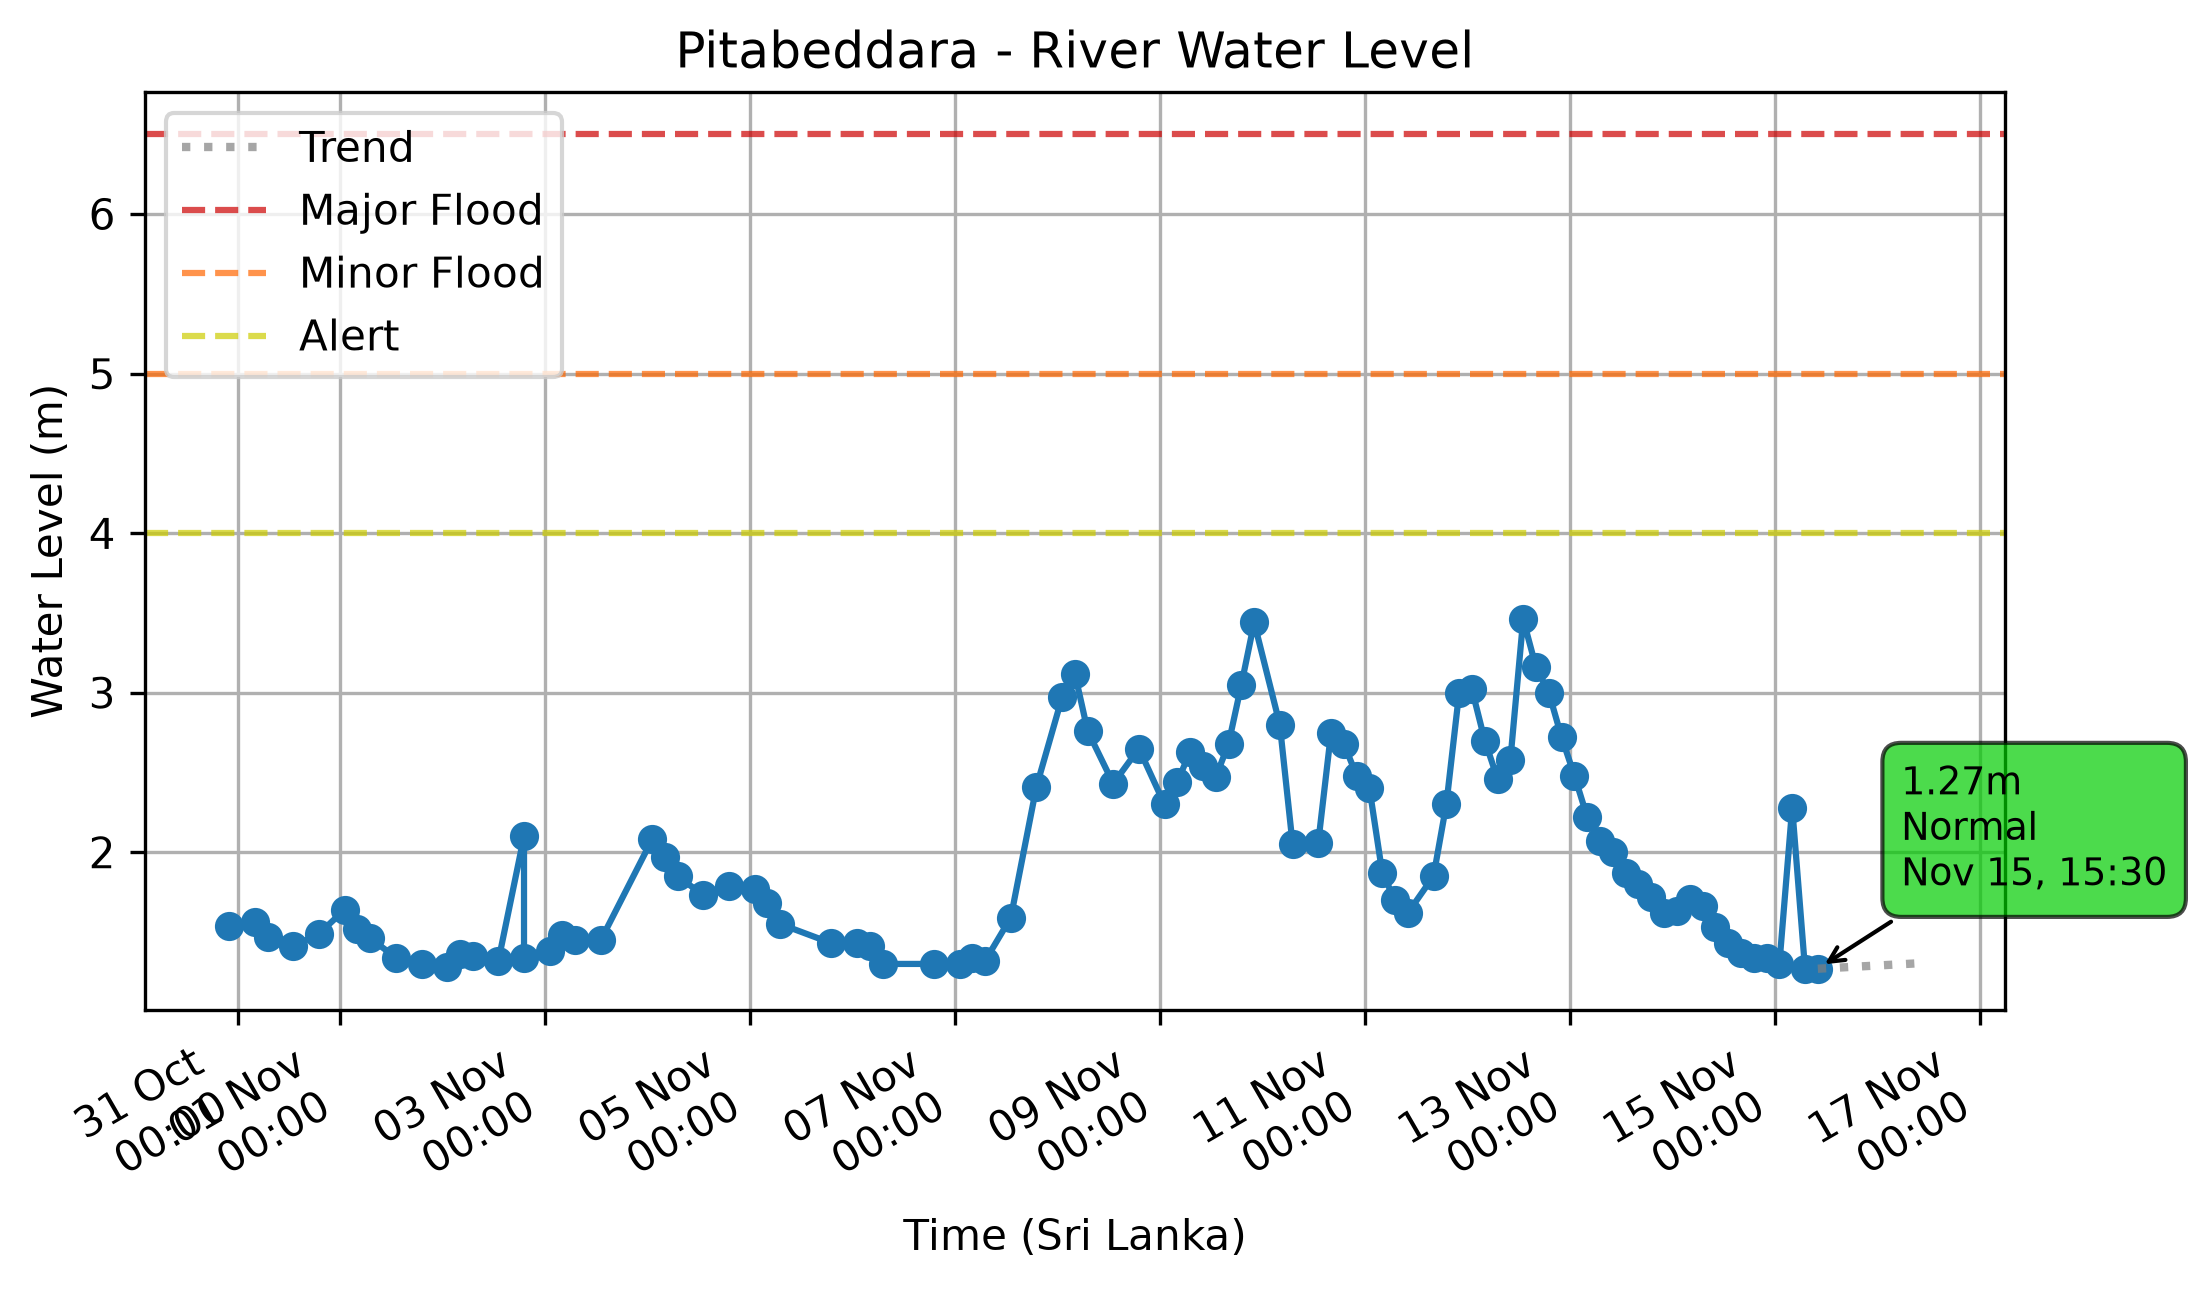 Pitabeddara - River Water Level
Trend
Major Flood
Minor Flood
Alert
6
5
4
3
2
Water Level (m)
1.27m
Normal
Nov 15, 15:30
31 Oct
00:00
01 Nov
00:00
03 Nov
00:00
05 Nov
00:00
07 Nov
00:00
09 Nov
00:00
11 Nov
00:00
13 Nov
00:00
15 Nov
00:00
17 Nov
00:00
Time (Sri Lanka)